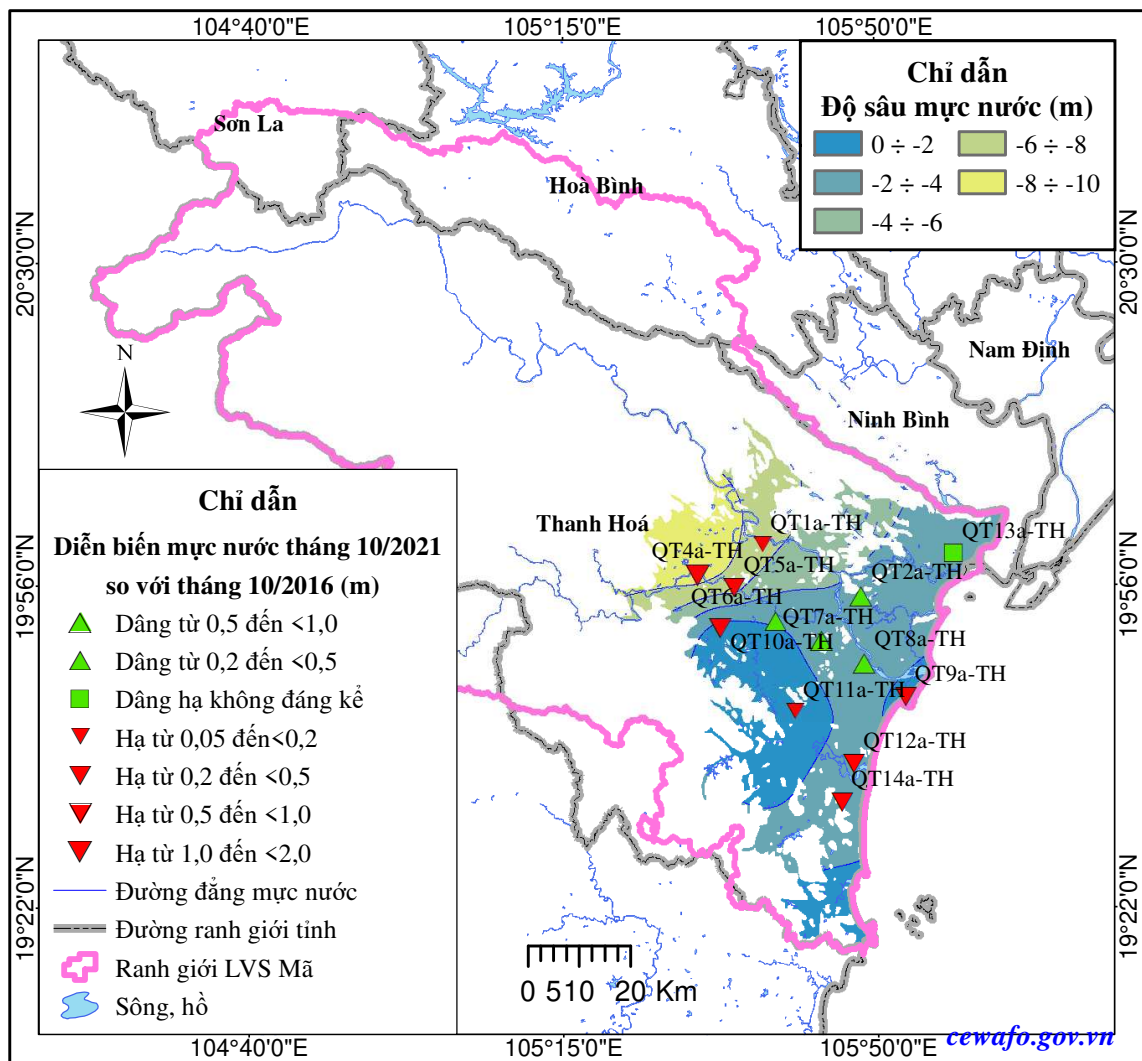 104°40'0"E
105°15'0"E
105°50'0"E
Chỉ dẫn
Độ sâu mực nước (m)
0 ÷ -2
-6 ÷ -8
-2 ÷ -4
-8 ÷ -10
-4 ÷ -6
Sơn La
Hoà Bình
20°30'0"N
20°30'0"N
Nam Định
N
Ninh Bình
Thanh Hoá
QT1a-TH
QT13a-TH
QT4a-TH
QT5a-TH
QT2a-TH
QT6a-TH
QT7a-TH
QT10a-TH
QT8a-TH
QT9a-TH
QT11a-TH
QT12a-TH
QT14a-TH
19°56'0"N
19°56'0"N
Chỉ dẫn
Diễn biến mực nước tháng 10/2021
so với tháng 10/2016 (m)
Dâng từ 0,5 đến <1,0
Dâng từ 0,2 đến <0,5
Dâng hạ không đáng kể
Hạ từ 0,05 đến<0,2
Hạ từ 0,2 đến <0,5
Hạ từ 0,5 đến <1,0
Hạ từ 1,0 đến <2,0
Đường đẳng mực nước
Đường ranh giới tỉnh
Ranh giới LVS Mã
Sông, hồ
19°22'0"N
19°22'0"N
0 510 20 Km
cewafo.gov.vn
104°40'0"E
105°15'0"E
105°50'0"E